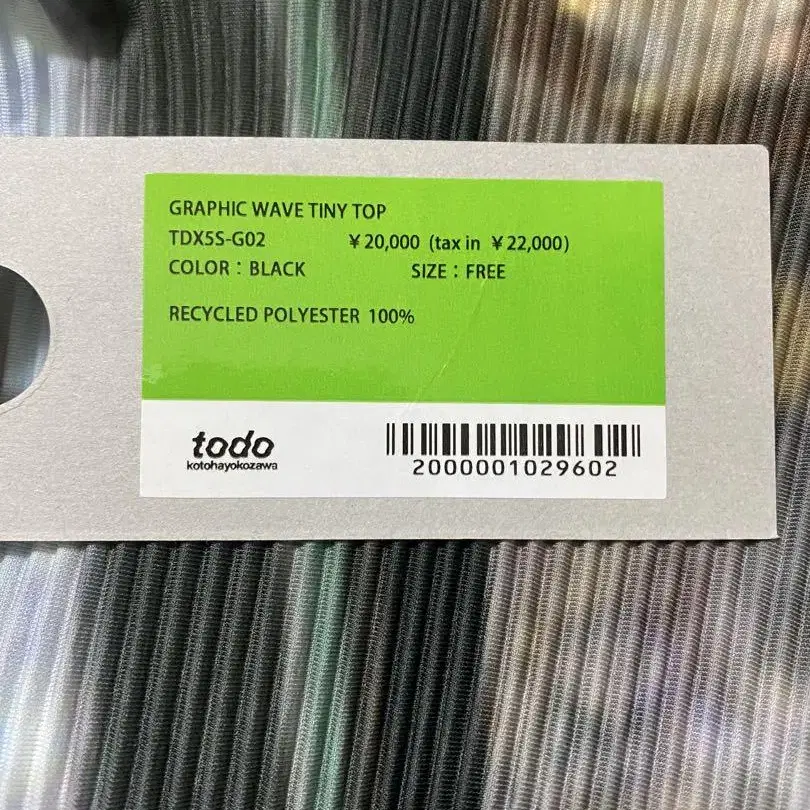 GRAPHIC WAVE TINY TOP
TDX5S-G02 ￥20,000 (tax in ￥22,000)
COLOR：BLACK SIZE：FREE
RECYCLED POLYESTER 100%
todo
kotohayokozawa
2000001029602